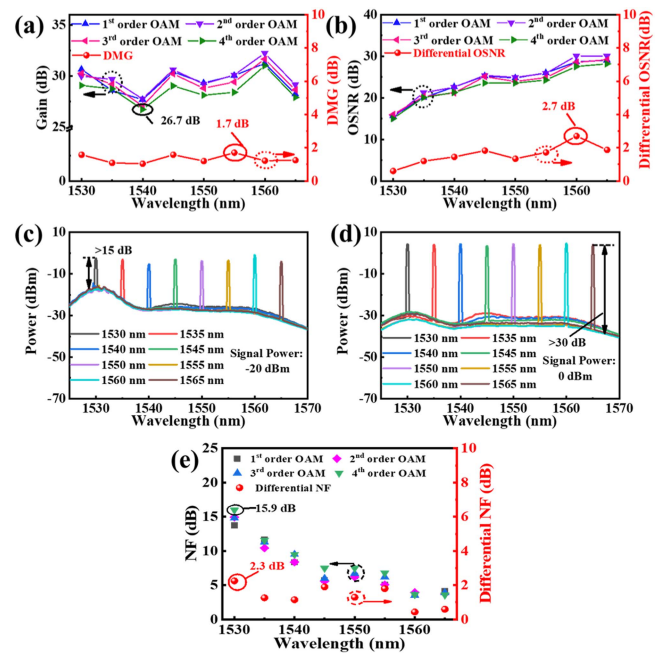 (a)
1st order OAM 2nd order OAM
3rd order OAM 4th order OAM
DMG
Gain (dB)
35
30
25
25
0
26.7 dB
1.7 dB
DMG (dB)
10
8
6
4
2
0
1530 1540 1550 1560
Wavelength (nm)
(b)
1st order OAM 2nd order OAM
3rd order OAM 4th order OAM
Differential OSNR
OSNR (dB)
40
30
20
10
0
2.7 dB
Diffrerential OSNR(dB)
10
8
6
4
2
0
1530 1540 1550 1560
Wavelength (nm)
(c)
>15 dB
Power (dBm)
10
-10
-30
-50
-70
1530 nm 1535 nm
1540 nm 1545 nm
1550 nm 1555 nm
1560 nm 1565 nm
Signal Power:
-20 dBm
1530 1540 1550 1560 1570
Wavelength (nm)
(d)
Power (dBm)
10
-10
-30
-50
-70
1530 nm 1535 nm
1540 nm 1545 nm
1550 nm 1555 nm
1560 nm 1565 nm
>30 dB
Signal Power:
0 dBm
1530 1540 1550 1560 1570
Wavelength (nm)
(e)
1st order OAM 2nd order OAM
3rd order OAM 4th order OAM
Differential NF
15.9 dB
2.3 dB
NF (dB)
25
20
15
10
5
0
Differential NF (dB)
10
8
6
4
2
0
1530 1540 1550 1560
Wavelength (nm)